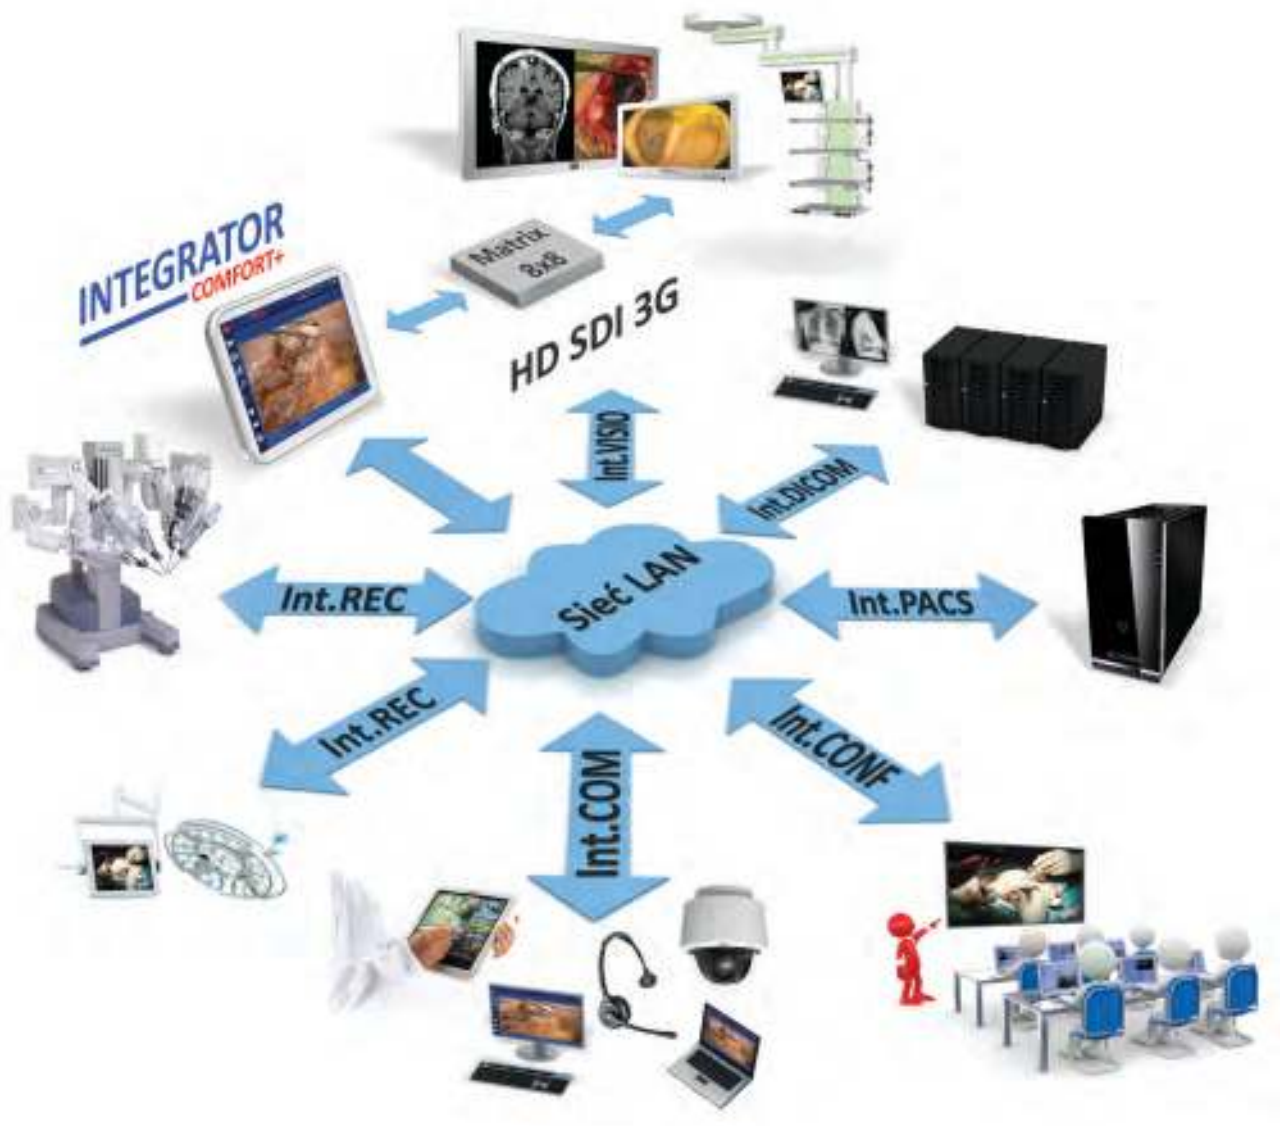 INTEGRATOR
COMFORT+
Matrix
8x8
HD SDI 3G
Int.VISIO
Int.DICOM
Int.REC
Sieć LAN
Int.PACS
Int.REC
Int.COM
Int.CONF